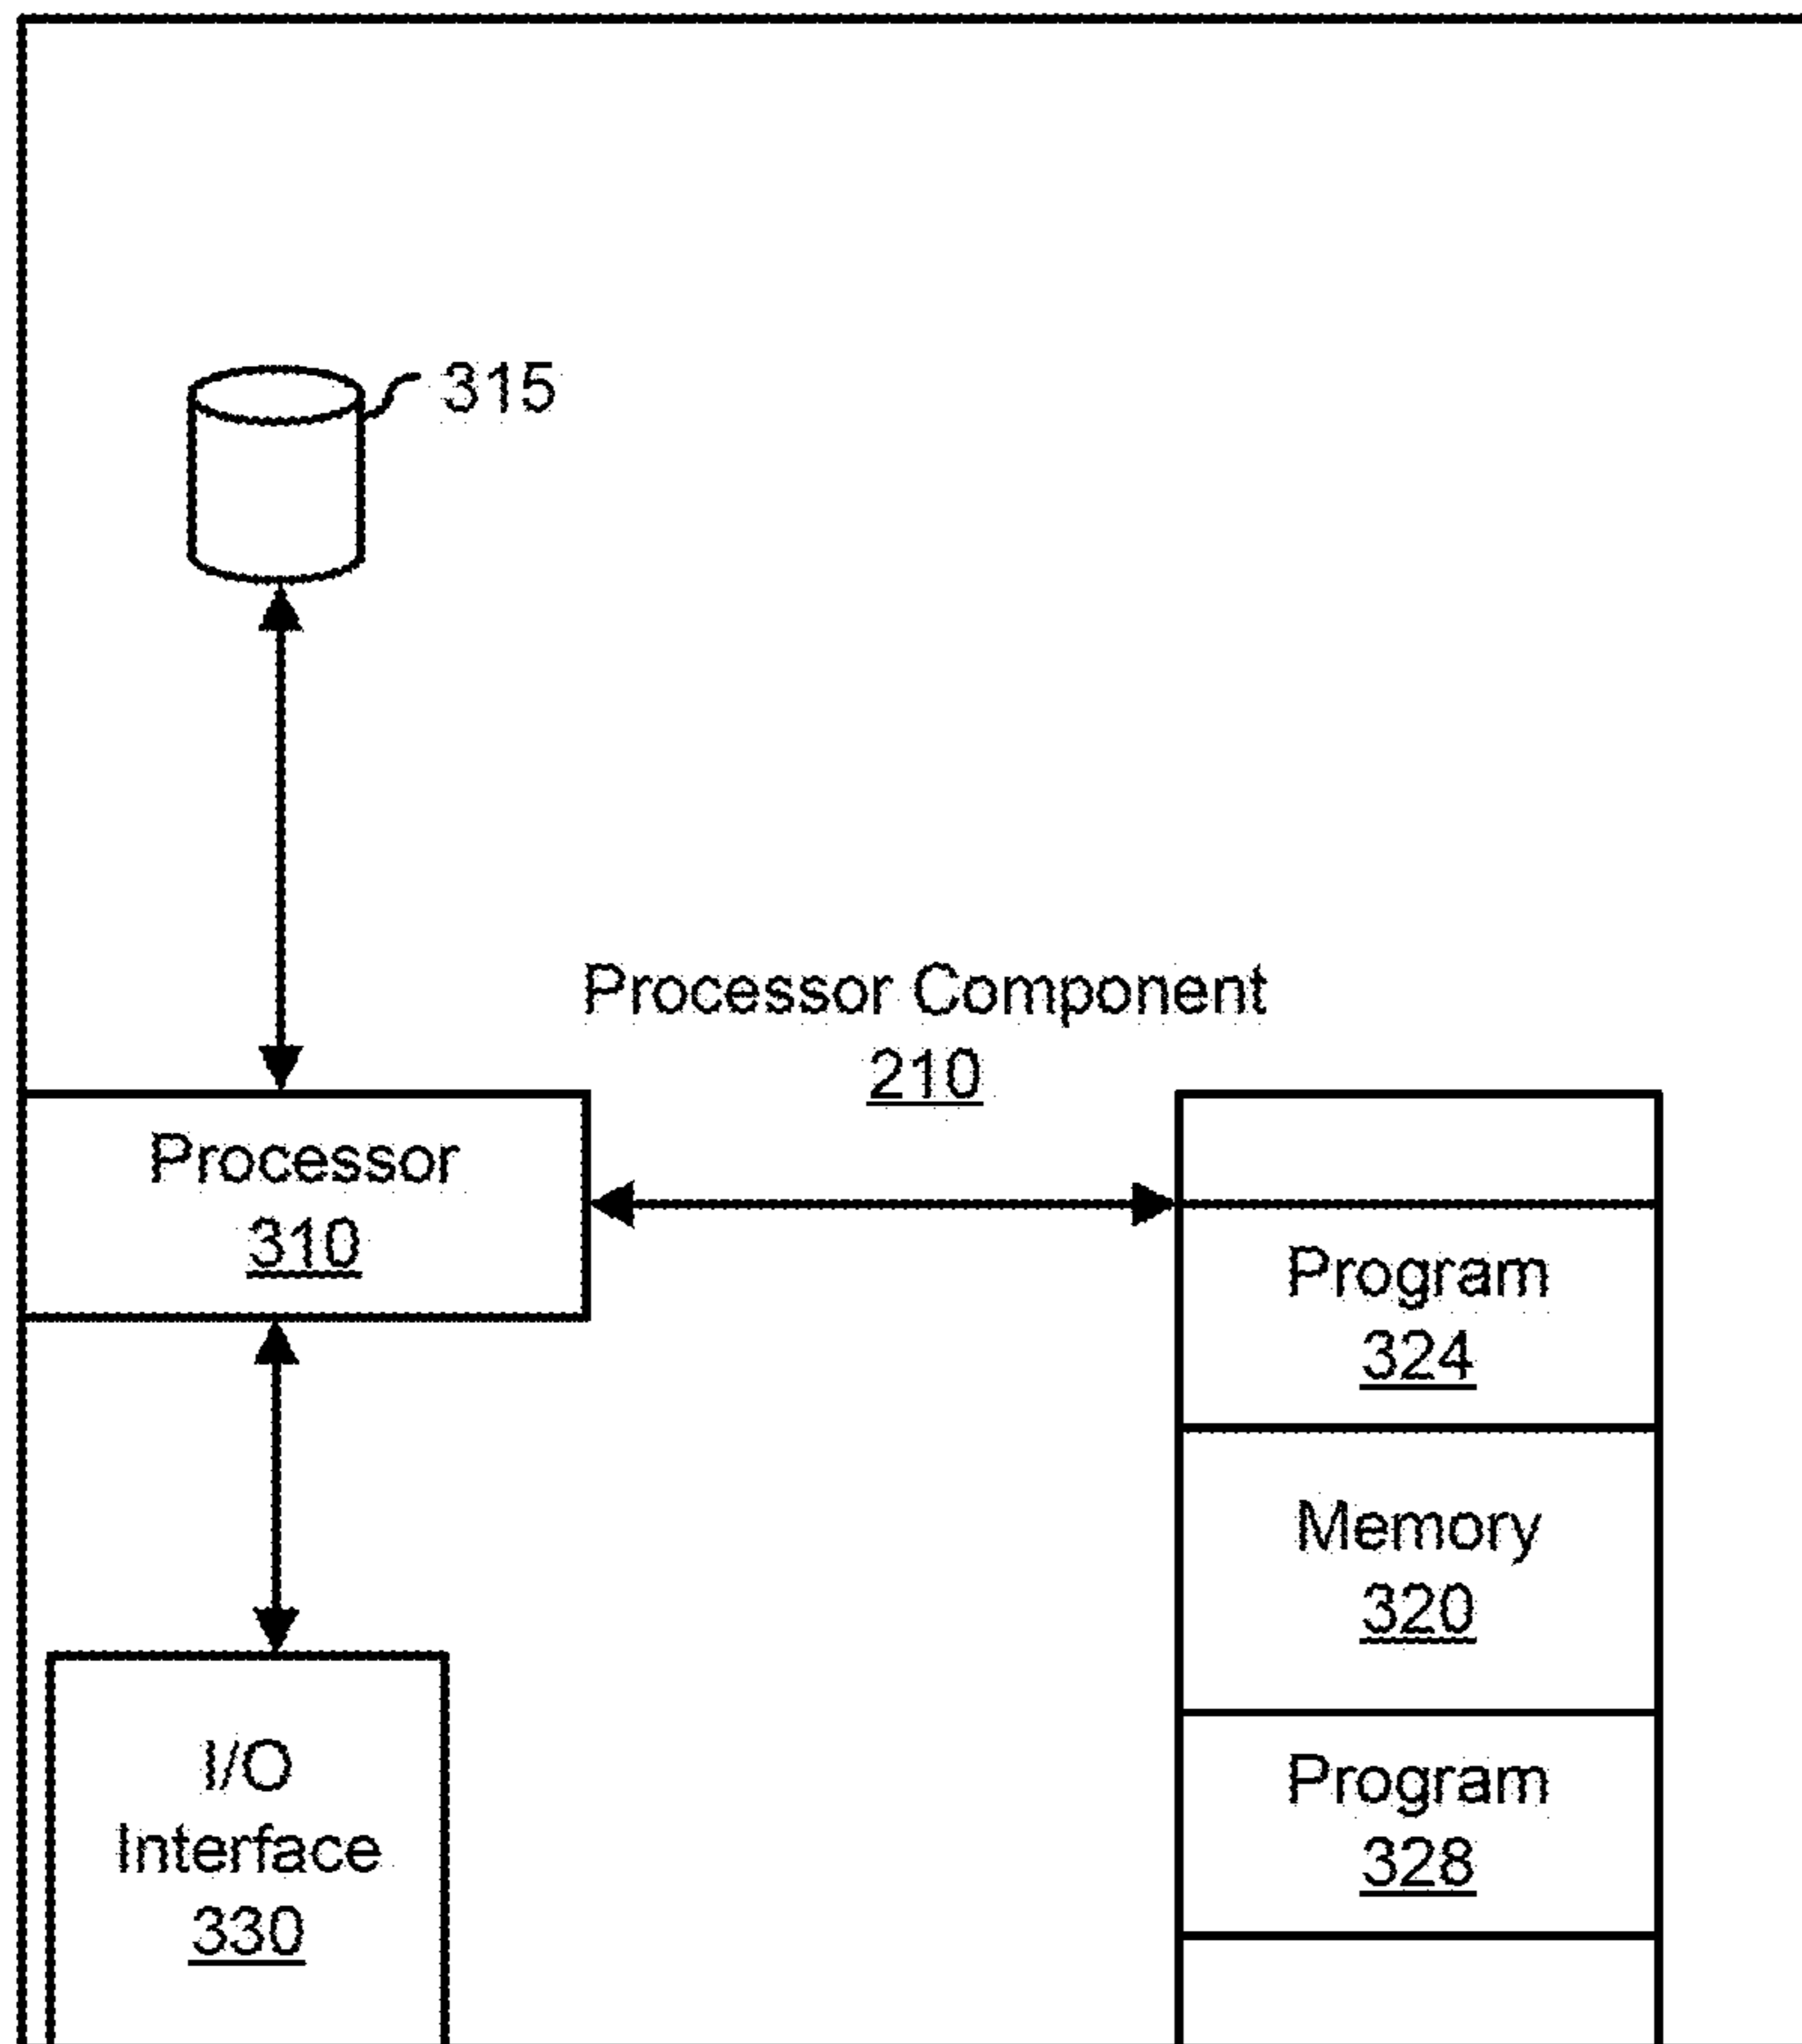 315
Processor Component
210
Processor
310
Program
324
Memory
320
I/O
Interface
330
Program
328